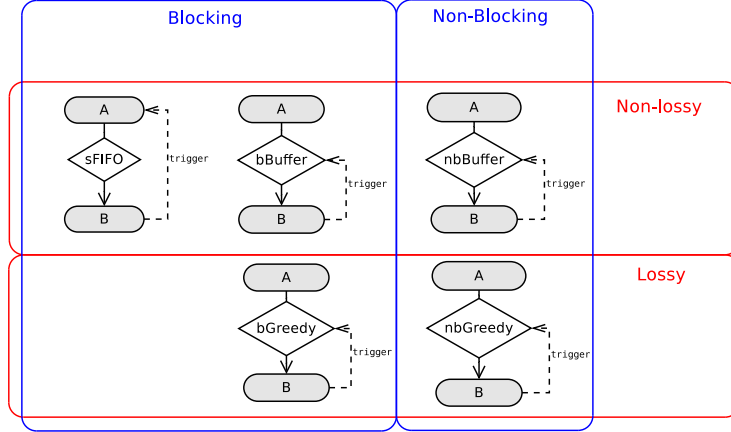 Blocking
Non-Blocking
Non-lossy
A
sFIFO
trigger
B
A
bBuffer
trigger
B
A
nbBuffer
trigger
B
Lossy
A
bGreedy
trigger
B
A
nbGreedy
trigger
B